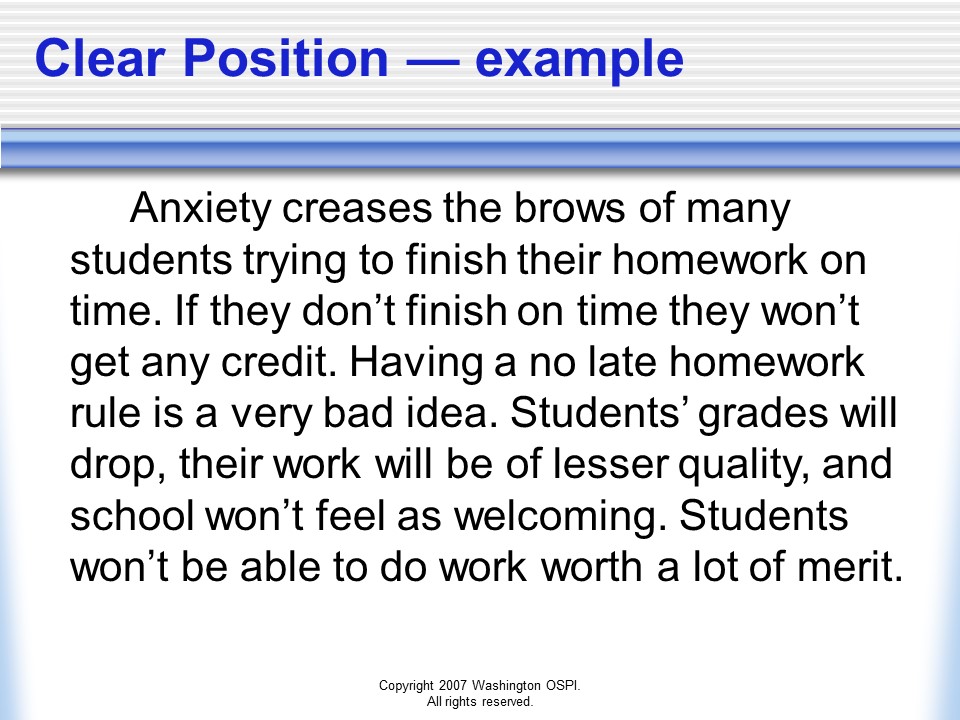 Clear Position — example
Anxiety creases the brows of many
students trying to finish their homework on
time. If they don’t finish on time they won’t
get any credit. Having a no late homework
rule is a very bad idea. Students’ grades will
drop, their work will be of lesser quality, and
school won’t feel as welcoming. Students
won’t be able to do work worth a lot of merit.
Copyright 2007 Washington OSPI.
All rights reserved.